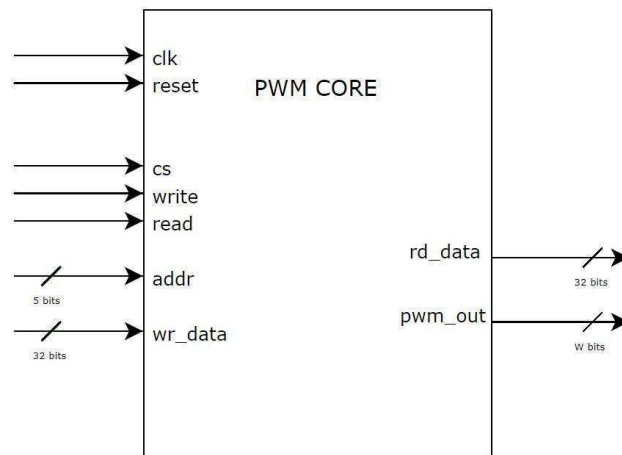 clk
reset
PWM CORE
cs
write
read
addr
5 bits
wr_data
32 bits
rd_data
32 bits
pwm_out
W bits